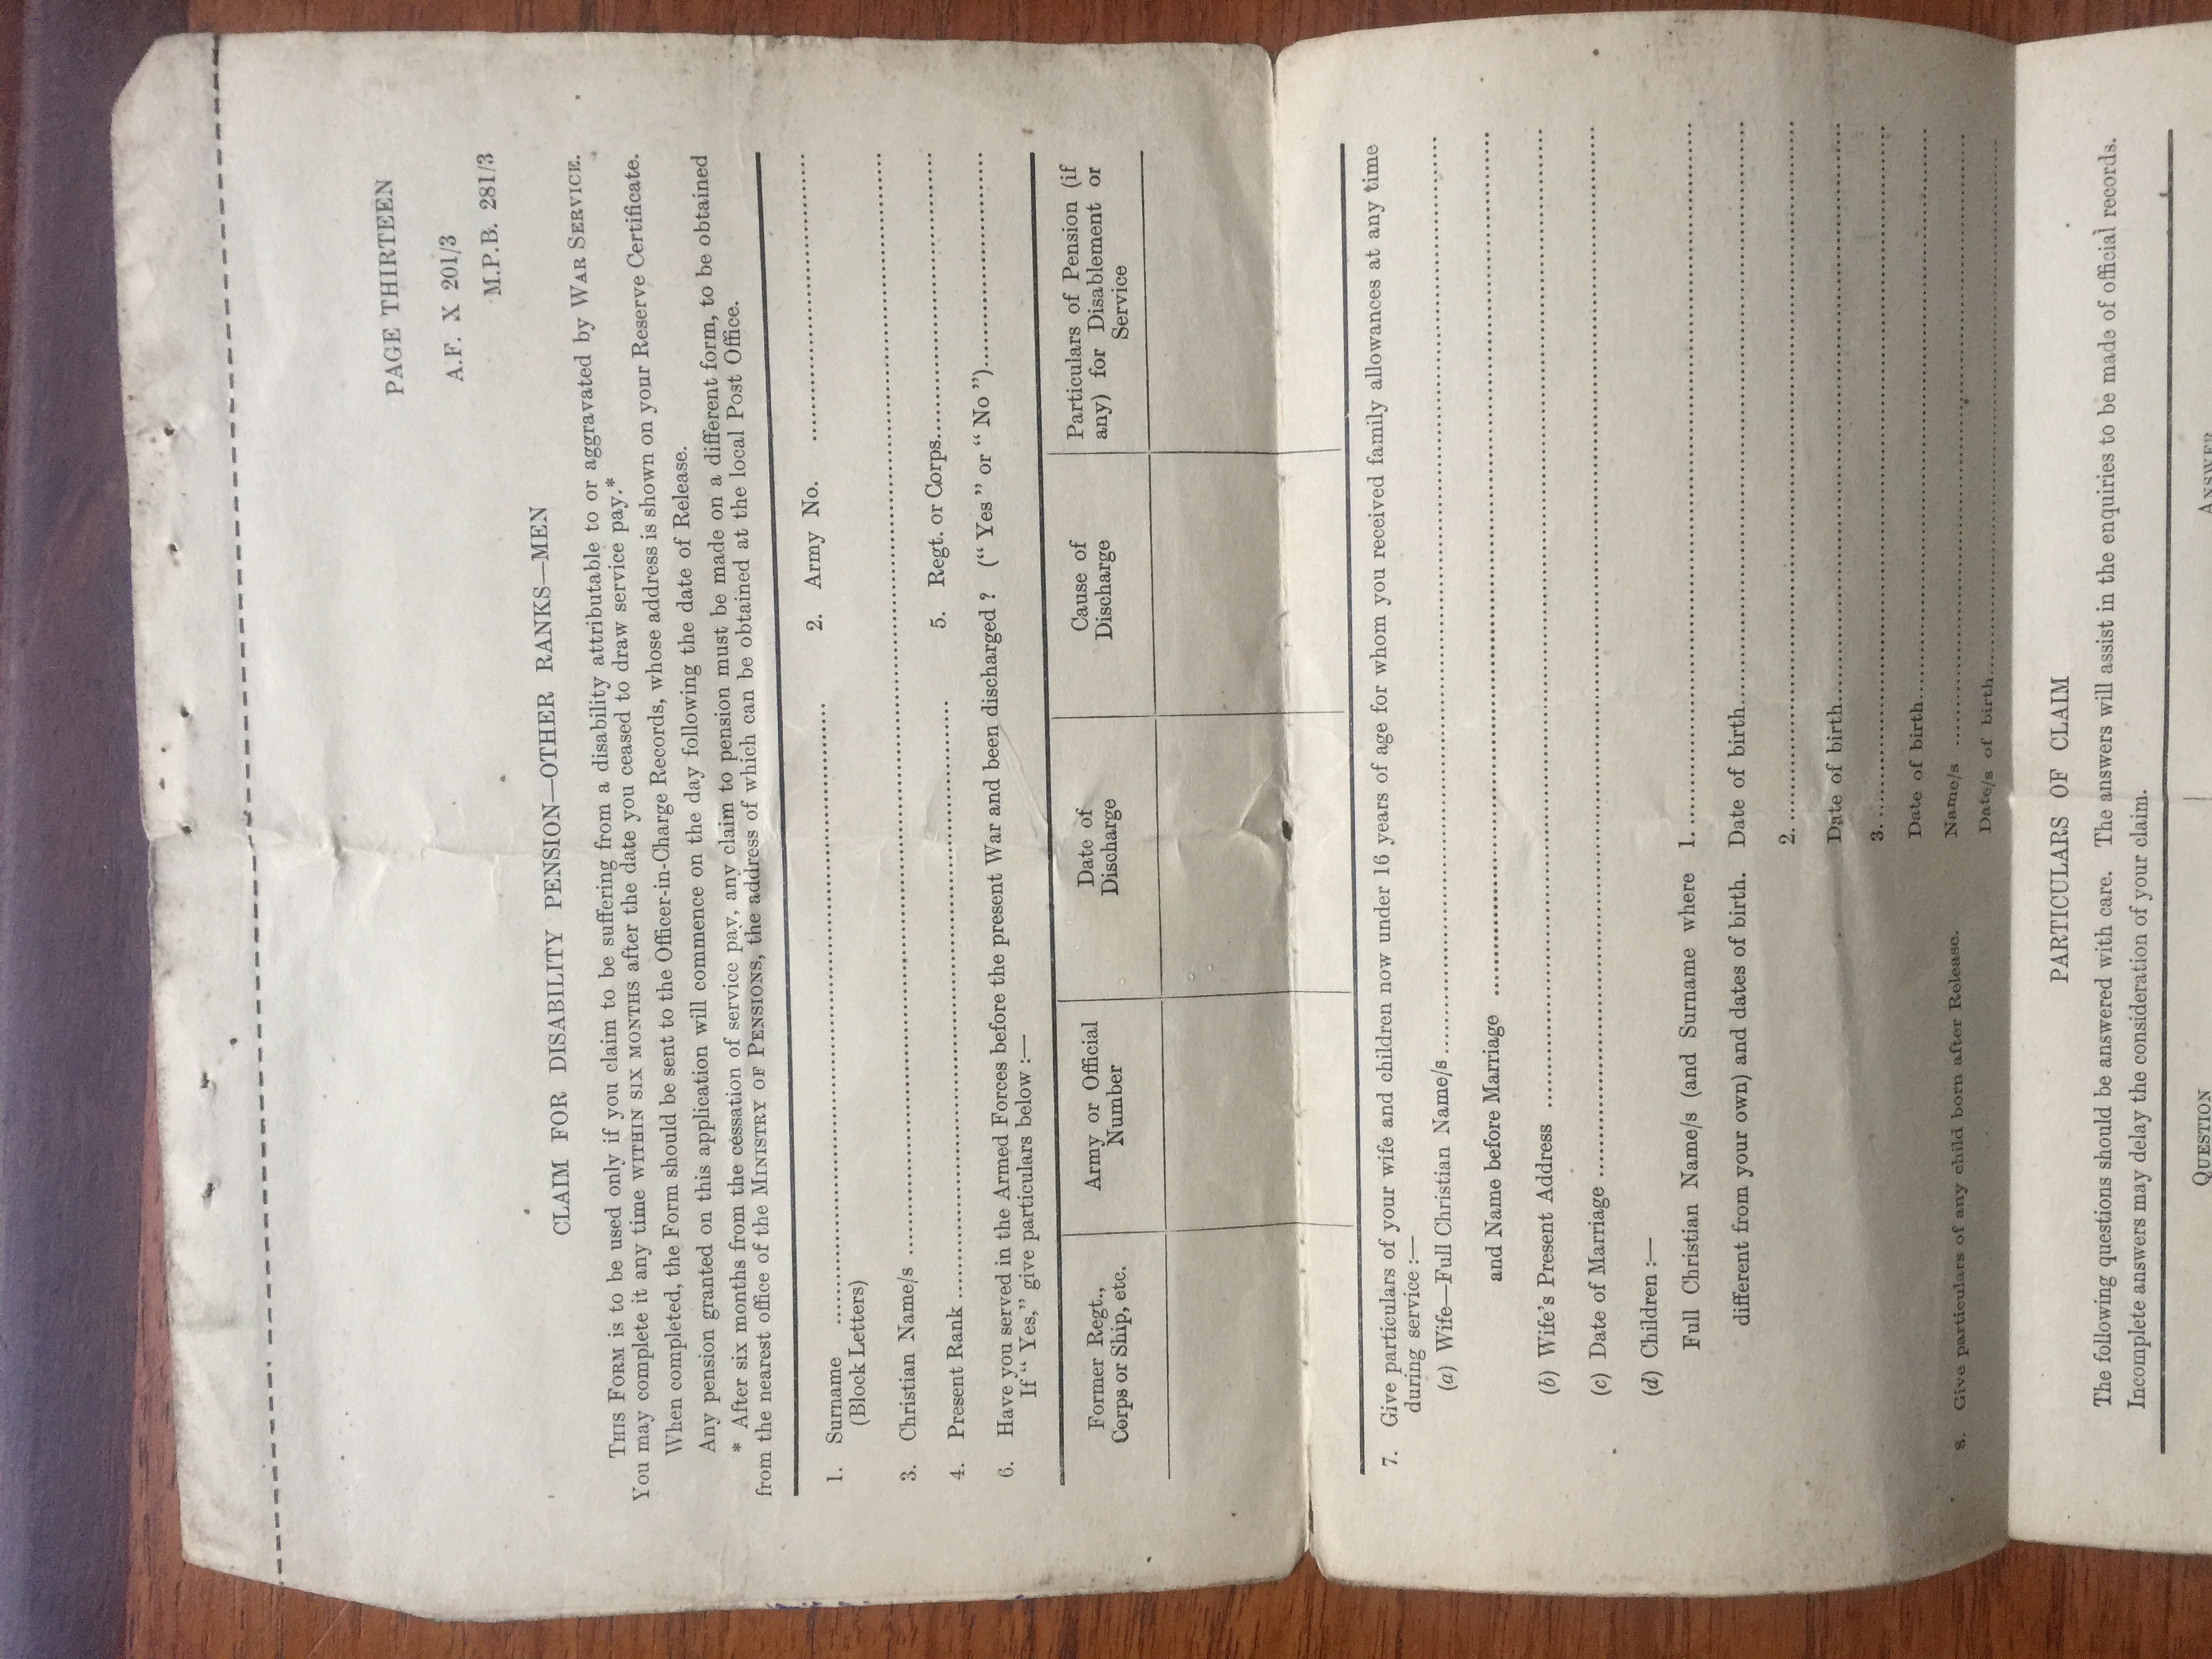 PAGE THIRTEEN
A.F. X 201/3
M.P.B. 281/3
CLAIM FOR DISABILITY PENSION—OTHER RANKS—MEN
THIS FORM is to be used only if you claim to be suffering from a disability attributable to or aggravated by WAR SERVICE.
You may complete it any time WITHIN SIX MONTHS after the date you ceased to draw service pay.*
When completed, the Form should be sent to the Officer-in-Charge Records, whose address is shown on your Reserve Certificate.
Any pension granted on this application will commence on the day following the date of Release.
* After six months from the cessation of service pay, any claim to pension must be made on a different form, to be obtained
from the nearest office of the MINISTRY OF PENSIONS, the address of which can be obtained at the local Post Office.
1. Surname ........................ 2. Army No. ........................
(Block Letters)
3. Christian Name/s ........................
4. Present Rank ........................ 5. Regt. or Corps........................
6. Have you served in the Armed Forces before the present War and been discharged ? (“ Yes ” or “ No ”)........................
If “ Yes,” give particulars below :—
Former Regt., Corps or Ship, etc.
Army or Official Number
Date of Discharge
Cause of Discharge
Particulars of Pension (if any) for Disablement or Service
7. Give particulars of your wife and children now under 16 years of age for whom you received family allowances at any time
during service :—
(a) Wife—Full Christian Name/s ........................
and Name before Marriage ........................
(b) Wife's Present Address ........................
(c) Date of Marriage ........................
(d) Children :—
Full Christian Name/s (and Surname where 1. ........................
different from your own) and dates of birth. Date of birth........................
2. ........................
Date of birth........................
3. ........................
Date of birth........................
8. Give particulars of any child born after Release. Name/s ........................
Date/s of birth........................
PARTICULARS OF CLAIM
The following questions should be answered with care. The answers will assist in the enquiries to be made of official records.
Incomplete answers may delay the consideration of your claim.
QUESTION ANSWER